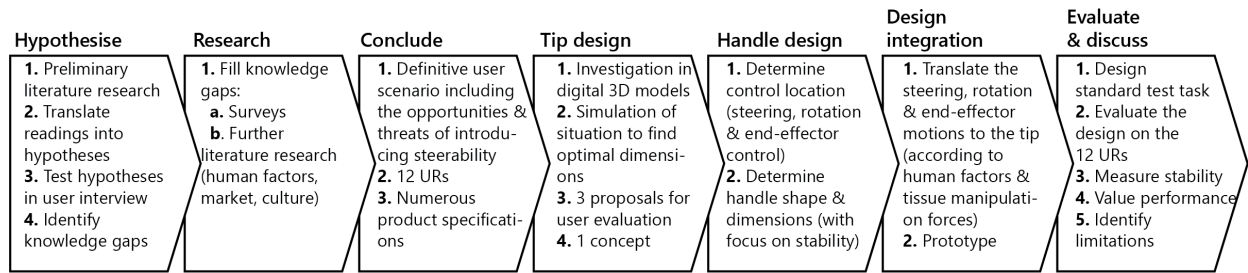 Hypothesise
1. Preliminary
literature research
2. Translate
readings into
hypotheses
3. Test hypotheses
in user interview
4. Identify
knowledge gaps
Research
1. Fill knowledge
gaps:
a. Surveys
b. Further
literature research
(human factors,
market, culture)
Conclude
1. Definitive user
scenario including
the opportunities &
threats of introdu-
cing steerability
2. 12 URs
3. Numerous
product specificati-
ons
Tip design
1. Investigation in
digital 3D models
2. Simulation of
situation to find
optimal dimensi-
ons
3. 3 proposals for
user evaluation
4. 1 concept
Handle design
1. Determine
control location
(steering, rotation
& end-effector
control)
2. Determine
handle shape &
dimensions (with
focus on stability)
Design
integration
1. Translate the
steering, rotation
& end-effector
motions to the tip
(according to
human factors &
tissue manipulati-
on forces)
2. Prototype
Evaluate
& discuss
1. Design
standard test task
2. Evaluate the
design on the
12 URs
3. Measure stability
4. Value performance
5. Identify
limitations